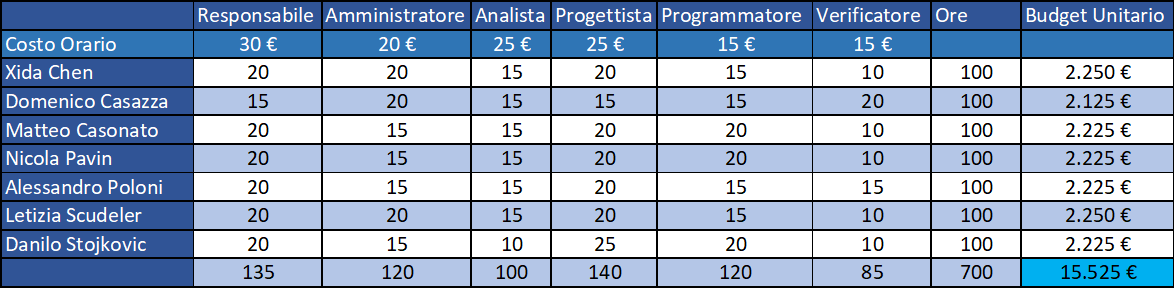 Responsabile Amministratore Analista Progettista Programmatore Verificatore Ore Budget Unitario
Costo Orario 30 € 20 € 25 € 25 € 15 € 15 €
Xida Chen 20 20 15 20 15 10 100 2.250 €
Domenico Casazza 15 20 15 15 15 20 100 2.125 €
Matteo Casonato 20 15 15 20 20 10 100 2.225 €
Nicola Pavin 20 15 15 20 20 10 100 2.225 €
Alessandro Poloni 20 15 15 20 15 15 100 2.225 €
Letizia Scudeler 20 20 15 20 15 10 100 2.250 €
Danilo Stojkovic 20 15 10 25 20 10 100 2.225 €
135 120 100 140 120 85 700 15.525 €